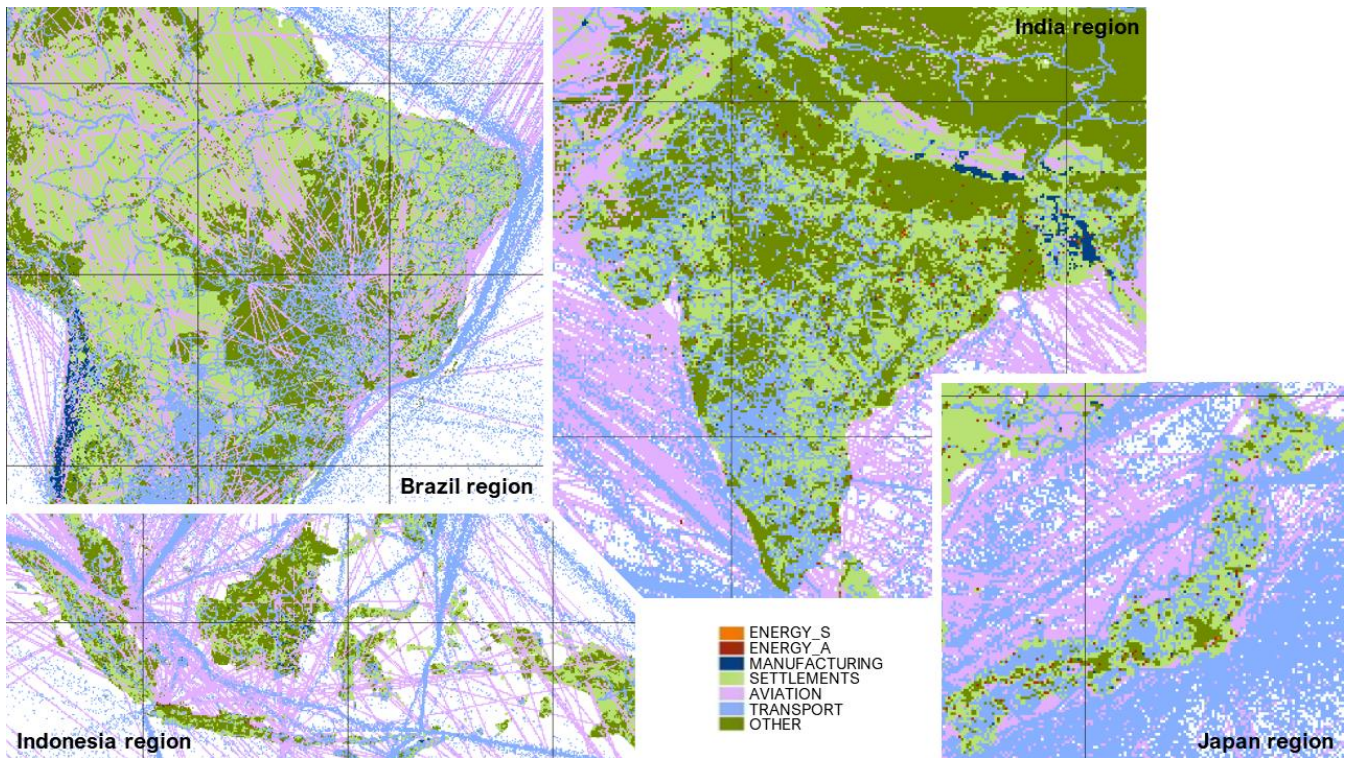 India region
Brazil region
Indonesia region
ENERGY_S
ENERGY_A
MANUFACTURING
SETTLEMENTS
AVIATION
TRANSPORT
OTHER
Japan region